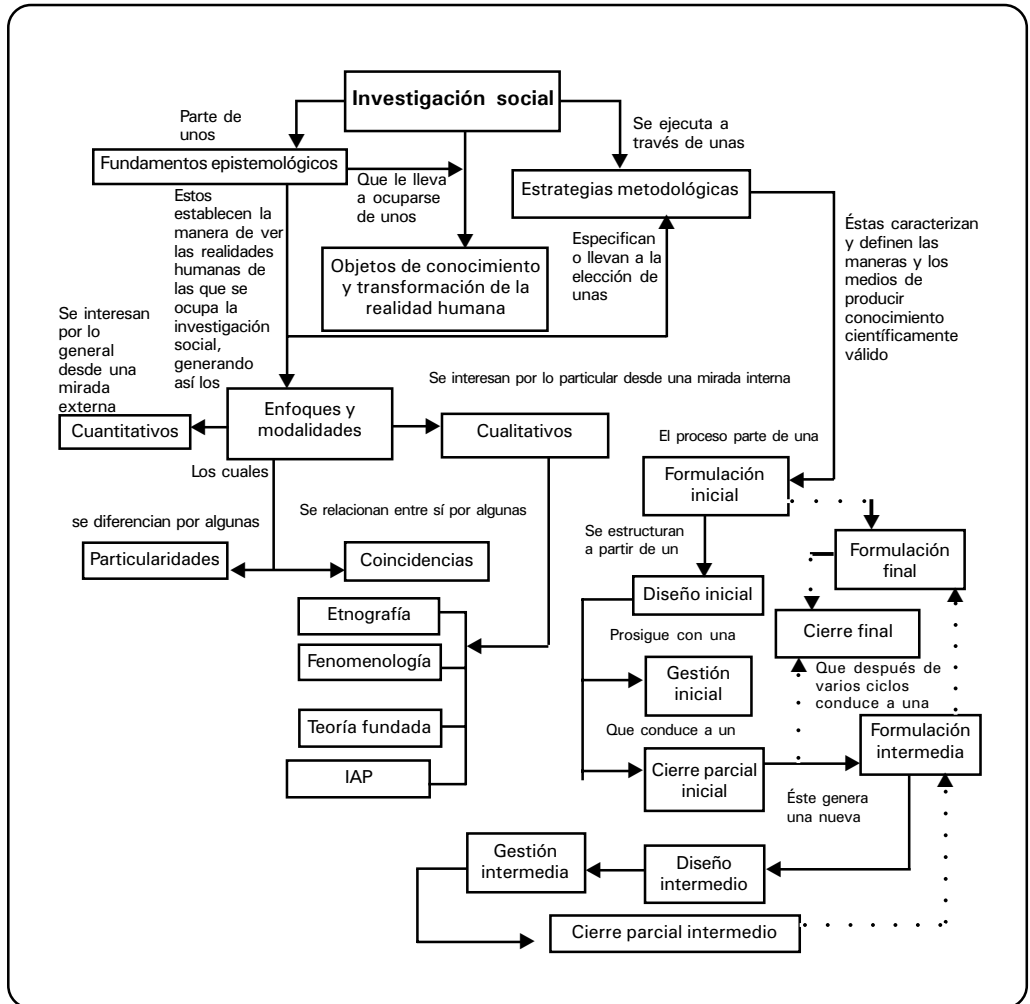 Investigación social
Parte de
unos
Se ejecuta a
través de unas
Fundamentos epistemológicos
Que le lleva
a ocuparse
de unos
Estrategias metodológicas
Estos
establecen la
manera de ver
las realidades
humanas de
las que se
ocupa la
investigación
social,
generando
así los
Objetos de conocimiento
y transformación de la
realidad humana
Especifican
o llevan a la
elección de
unas
Éstas caracterizan
y definen las
maneras y los
medios de
producir
conocimiento
científicamente
válido
Se interesan
por lo
general
desde una
mirada
externa
Se interesan por lo particular desde una mirada interna
Cuantitativos
Enfoques y
modalidades
Cualitativos
El proceso parte de una
Los cuales
Formulación
inicial
se diferencian por algunas
Se relacionan entre sí por algunas
Se estructuran
a partir de un
Particularidades
Coincidencias
Formulación
final
Diseño inicial
Etnografía
Prosigue con una
Cierre final
Fenomenología
Gestión
inicial
Que después de
varios ciclos
conduce a una
Teoría fundada
Que conduce a un
Formulación
intermedia
IAP
Cierre parcial
inicial
Éste genera
una nueva
Gestión
intermedia
Diseño
intermedio
Cierre parcial intermedio